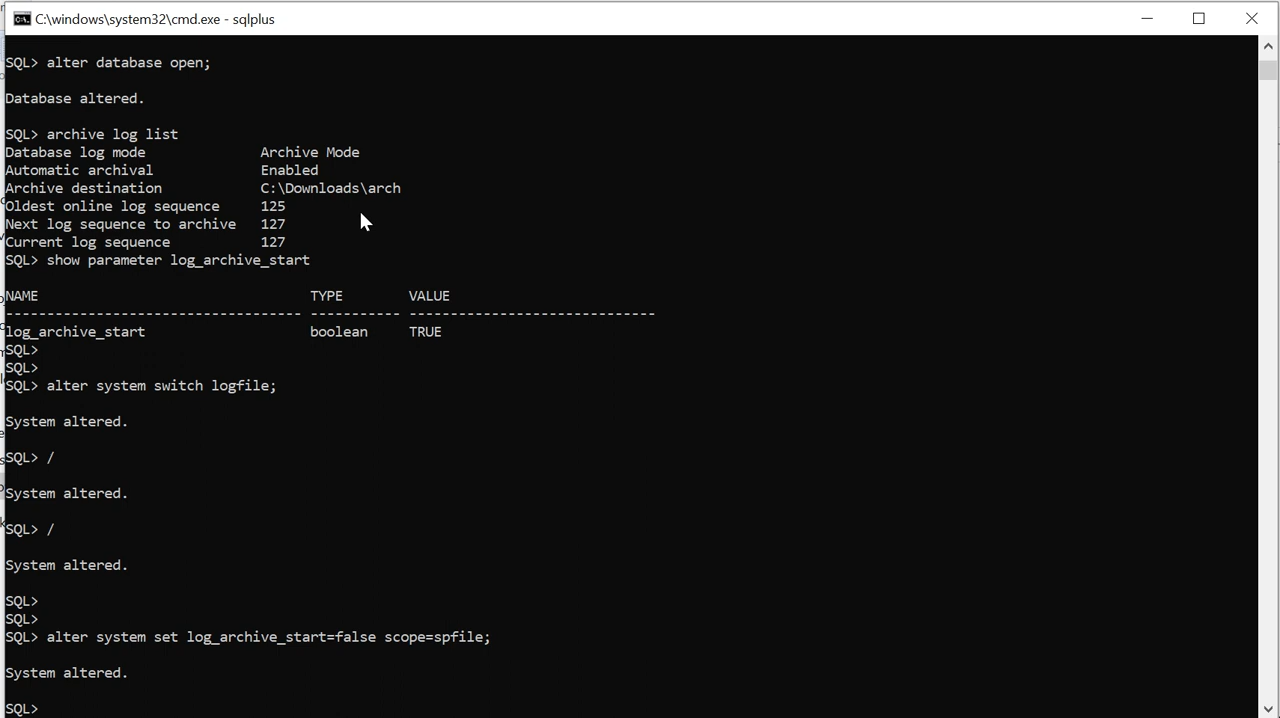 C:\windows\system32\cmd.exe - sqlplus
SQL> alter database open;
Database altered.
SQL> archive log list
Database log mode Archive Mode
Automatic archival Enabled
Archive destination C:\Downloads\arch
Oldest online log sequence 125
Next log sequence to archive 127
Current log sequence 127
SQL> show parameter log_archive_start
NAME TYPE VALUE
------------------------------------ ----------- ------------------------------
log_archive_start boolean TRUE
SQL>
SQL>
SQL> alter system switch logfile;
System altered.
SQL> /
System altered.
SQL> /
System altered.
SQL>
SQL>
SQL> alter system set log_archive_start=false scope=spfile;
System altered.
SQL>